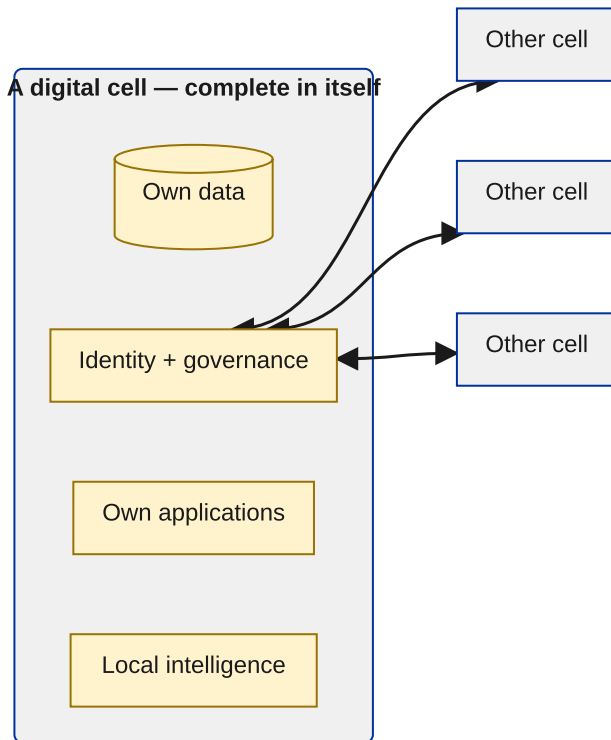 A digital cell — complete in itself
Own data
Identity + governance
Own applications
Local intelligence
Other cell
Other cell
Other cell